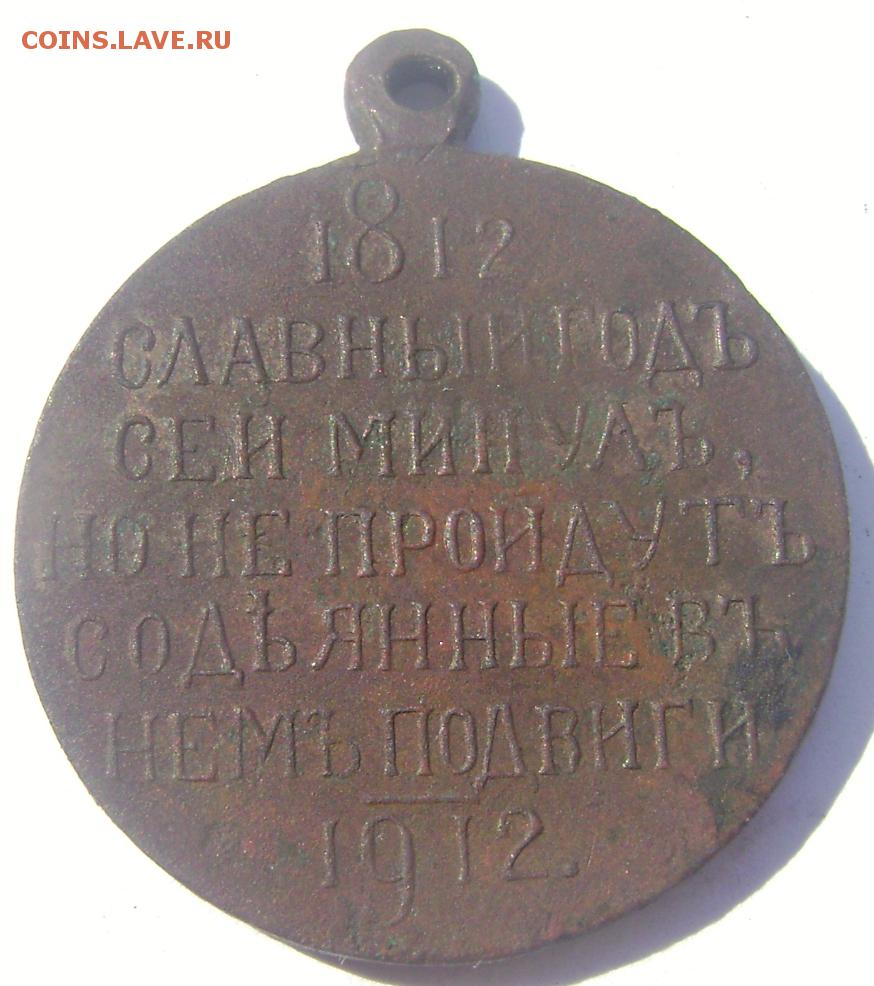 COINS.LAVE.RU
1812
СЛАВНЫЙ ГОДЪ
СЕЙ МИНУЛЪ,
НО НЕ ПРОЙДУТЪ
СОДѢЯННЫЕ ВЪ
НЕМЪ ПОДВИГИ
1912.